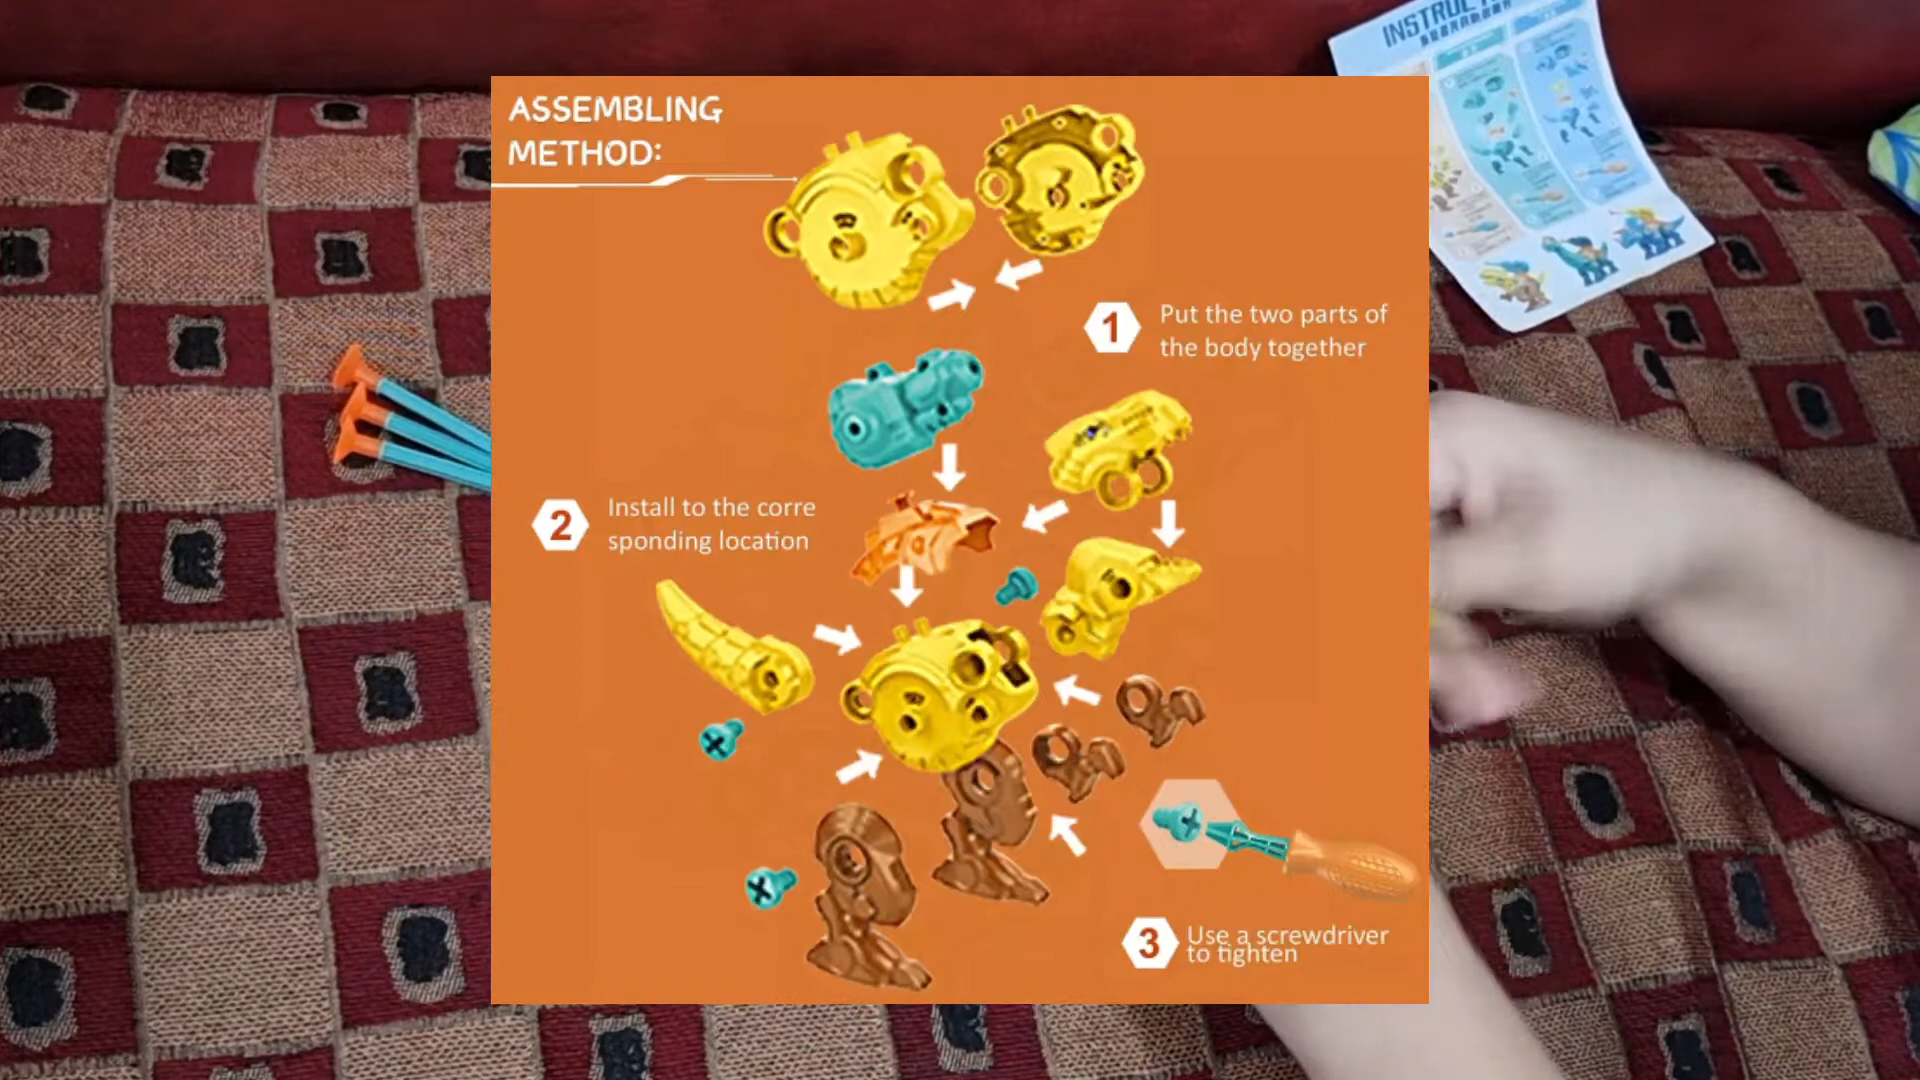 ASSEMBLING
METHOD:
1
Put the two parts of
the body together
2
Install to the corre
sponding location
3
Use a screwdriver
to tighten